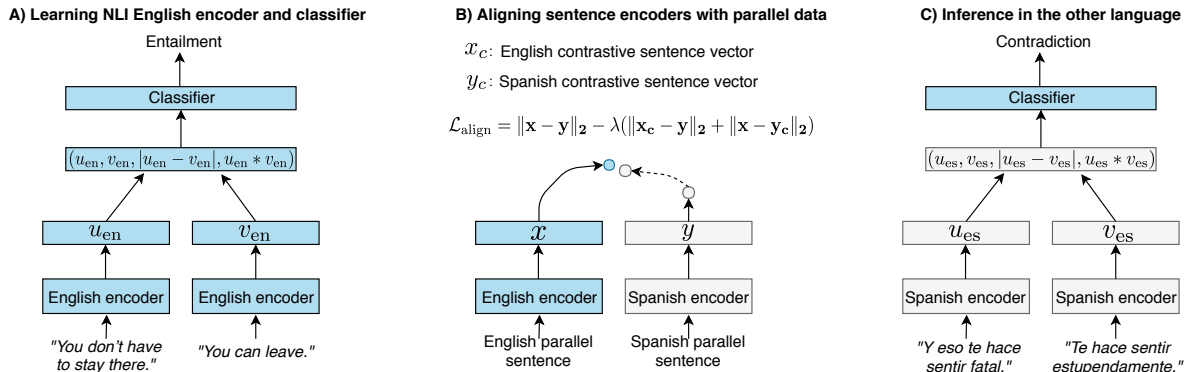 A) Learning NLI English encoder and classifier
Entailment
Classifier
(u_en, v_en, |u_en − v_en|, u_en * v_en)
u_en
v_en
English encoder
English encoder
"You don't have
to stay there."
"You can leave."
B) Aligning sentence encoders with parallel data
x_c: English contrastive sentence vector
y_c: Spanish contrastive sentence vector
L_align = ‖x − y‖_2 − λ(‖x_c − y‖_2 + ‖x − y_c‖_2)
x
y
English encoder
Spanish encoder
English parallel
sentence
Spanish parallel
sentence
C) Inference in the other language
Contradiction
Classifier
(u_es, v_es, |u_es − v_es|, u_es * v_es)
u_es
v_es
Spanish encoder
Spanish encoder
"Y eso te hace
sentir fatal."
"Te hace sentir
estupendamente."